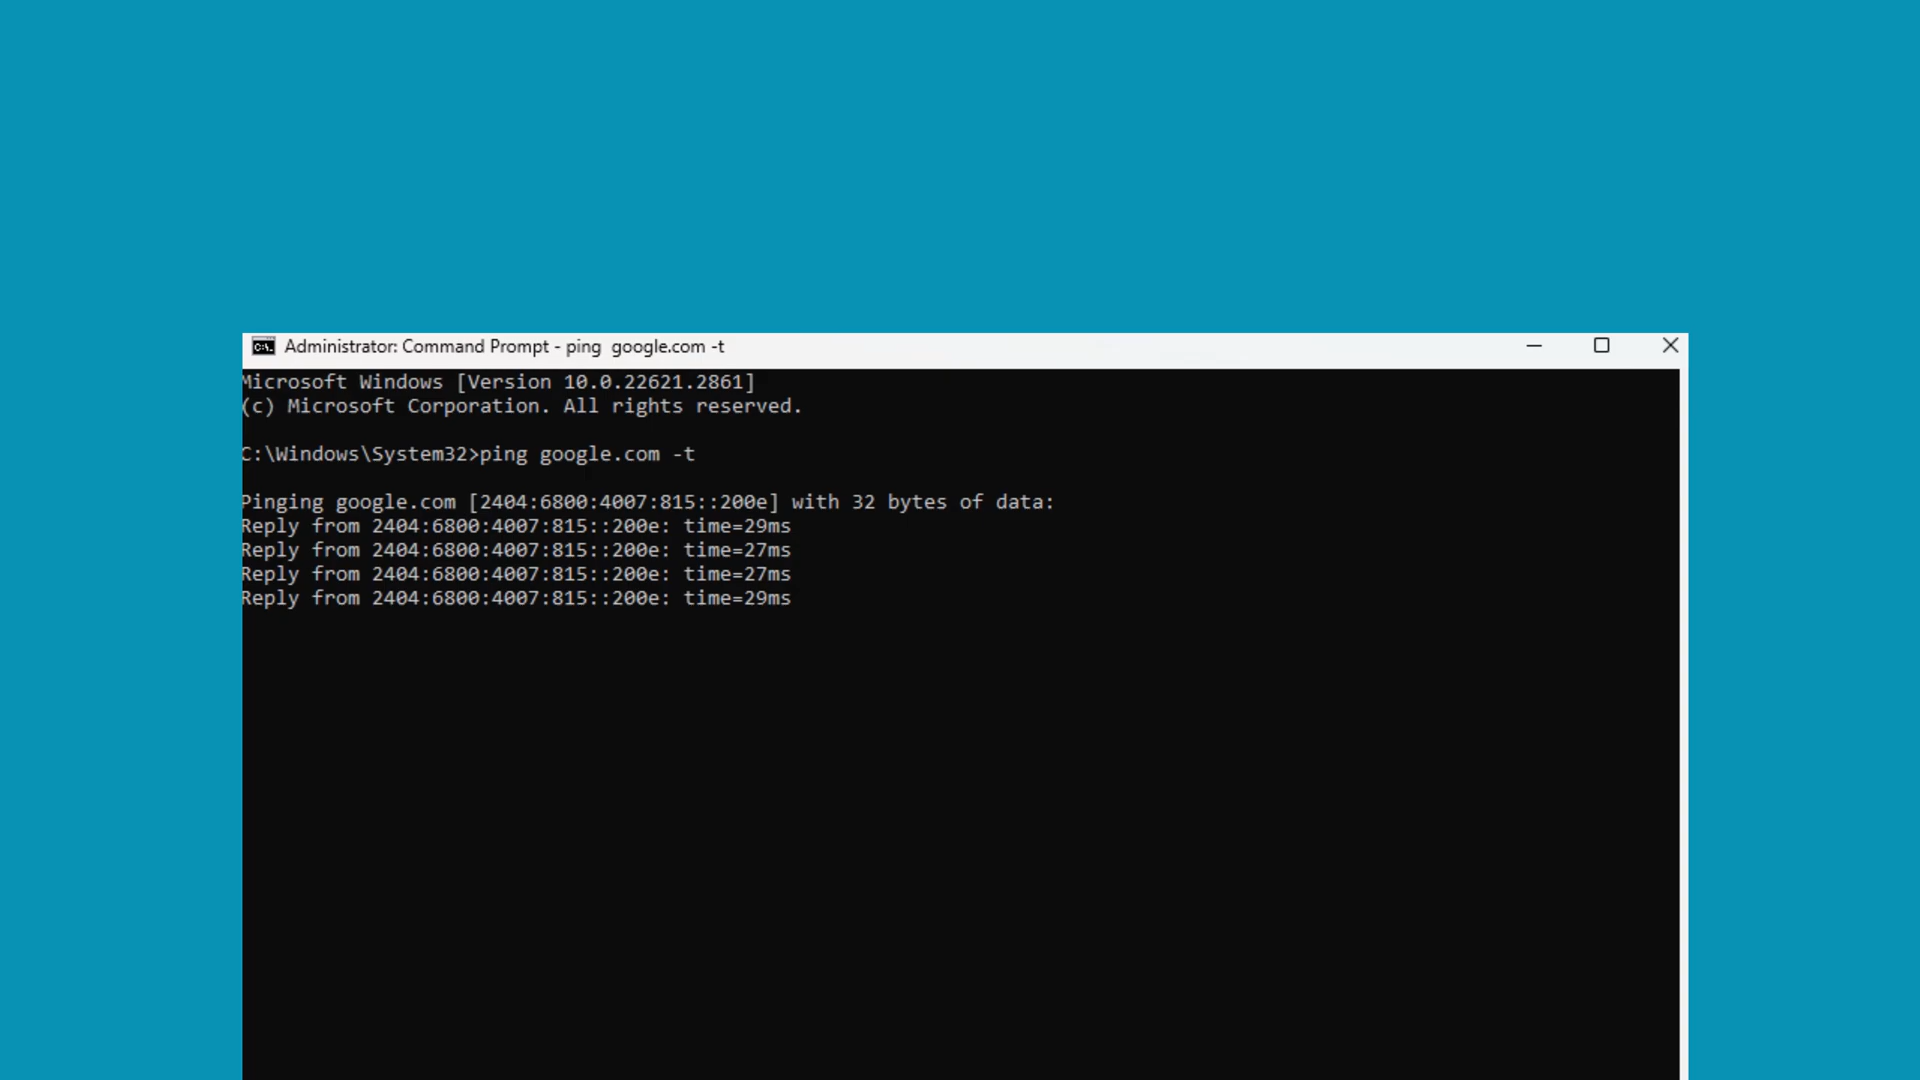 Administrator: Command Prompt - ping  google.com -t
Microsoft Windows [Version 10.0.22621.2861]
(c) Microsoft Corporation. All rights reserved.
C:\Windows\System32>ping google.com -t
Pinging google.com [2404:6800:4007:815::200e] with 32 bytes of data:
Reply from 2404:6800:4007:815::200e: time=29ms
Reply from 2404:6800:4007:815::200e: time=27ms
Reply from 2404:6800:4007:815::200e: time=27ms
Reply from 2404:6800:4007:815::200e: time=29ms